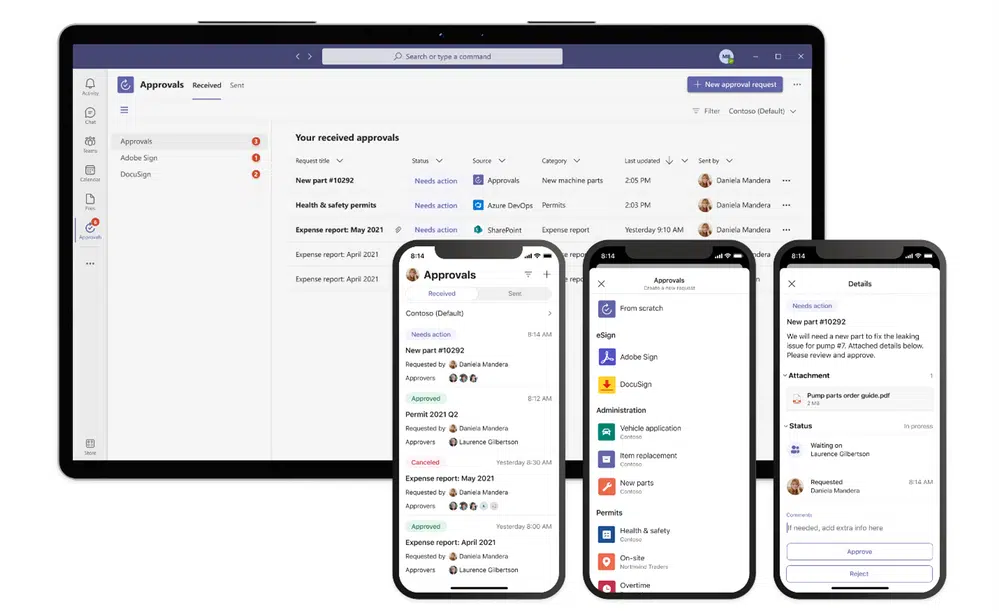 Search or type a command
MB
Activity
Chat
Teams
Calendar
Files
6
Approvals
Store
Approvals
Received
Sent
New approval request
Filter
Contoso (Default)
Approvals 3
Adobe Sign 1
DocuSign 2
Your received approvals
Request title Status Source Category Last updated Sent by
New part #10292 Needs action Approvals New machine parts 2:05 PM Daniela Mandera
Health & safety permits Needs action Azure DevOps Permits 2:03 PM Daniela Mandera
Expense report: May 2021 Needs action SharePoint Expense report Yesterday 9:10 AM Daniela Mandera
Expense report: April 2021
Expense report: April 2021
8:14
Approvals
Received Sent
Contoso (Default)
Needs action 8:14 AM
New part #10292
Requested by Daniela Mandera
Approvers
Approved 8:12 AM
Permit 2021 Q2
Requested by Daniela Mandera
Approvers Laurence Gilbertson
Canceled Yesterday 8:30 AM
Expense report: May 2021
Requested by Daniela Mandera
Approvers
Approved Yesterday 8:00 AM
Expense report: April 2021
Requested by Daniela Mandera
Approvers Laurence Gilbertson
8:14
Approvals
Create a new request
From scratch
eSign
Adobe Sign
DocuSign
Administration
Vehicle application
Contoso
Item replacement
Contoso
New parts
Contoso
Permits
Health & safety
Contoso
On-site
Northwind Traders
Overtime
8:14
Details
Needs action
New part #10292
We will need a new part to fix the leaking
issue for pump #7. Attached details below.
Please review and approve.
Attachment 1
Pump parts order guide.pdf
2 MB
Status In proress
Waiting on
Laurence Gilbertson
Requested 8:14 AM
Daniela Mandera
Comments
If needed, add extra info here
Approve
Reject